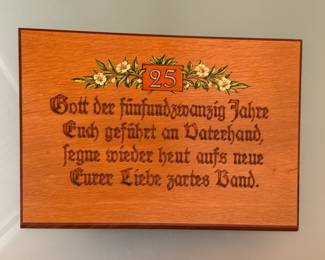 25
Gott der fünfundzwanzig Jahre
Euch geführt an Vaterhand,
segne wieder heut aufs neue
Eurer Liebe zartes Band.